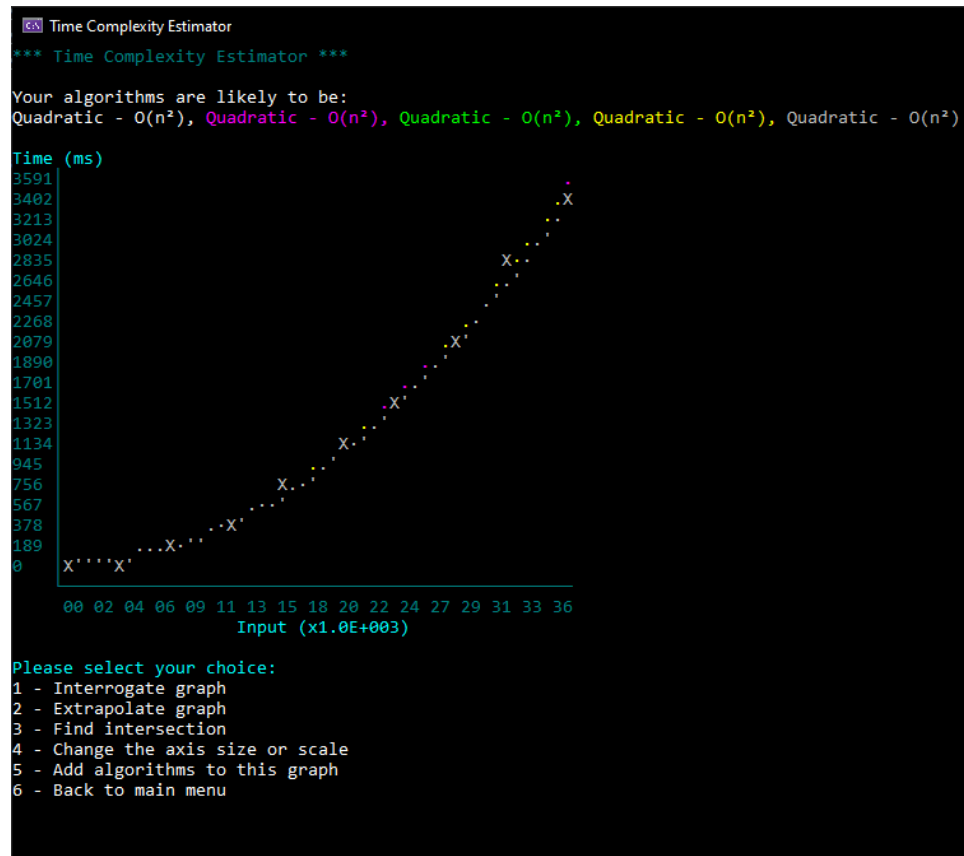 Time Complexity Estimator
*** Time Complexity Estimator ***
Your algorithms are likely to be:
Quadratic - O(n²), Quadratic - O(n²), Quadratic - O(n²), Quadratic - O(n²), Quadratic - O(n²)
Time (ms)
3591
3402
3213
3024
2835
2646
2457
2268
2079
1890
1701
1512
1323
1134
945
756
567
378
189
0
00 02 04 06 09 11 13 15 18 20 22 24 27 29 31 33 36
Input (x1.0E+003)
Please select your choice:
1 - Interrogate graph
2 - Extrapolate graph
3 - Find intersection
4 - Change the axis size or scale
5 - Add algorithms to this graph
6 - Back to main menu